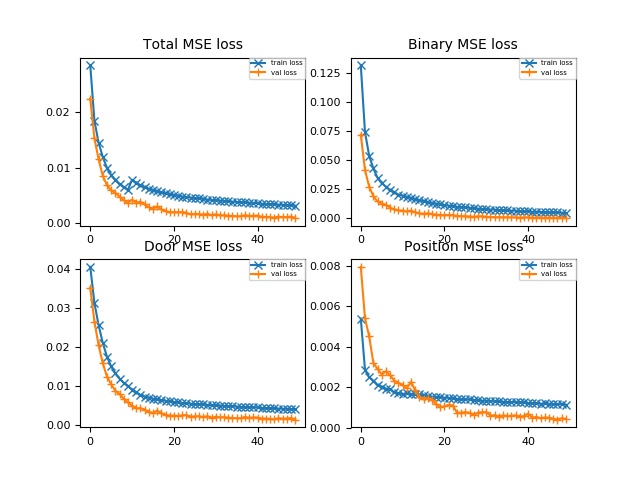 Total MSE loss
train loss
val loss
0.02
0.01
0.00
0
20
40
Binary MSE loss
train loss
val loss
0.125
0.100
0.075
0.050
0.025
0.000
0
20
40
Door MSE loss
train loss
val loss
0.04
0.03
0.02
0.01
0.00
0
20
40
Position MSE loss
train loss
val loss
0.008
0.006
0.004
0.002
0.000
0
20
40